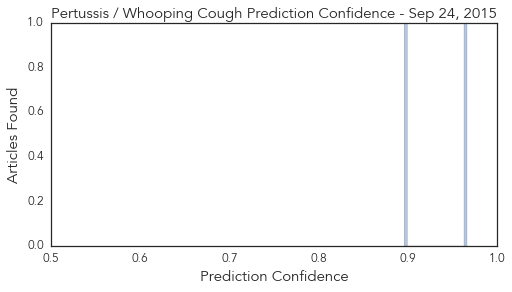 Pertussis / Whooping Cough Prediction Confidence - Sep 24, 2015
1.0
0.8
0.6
0.4
0.2
0.0
Articles Found
0.5 0.6 0.7 0.8 0.9 1.0
Prediction Confidence